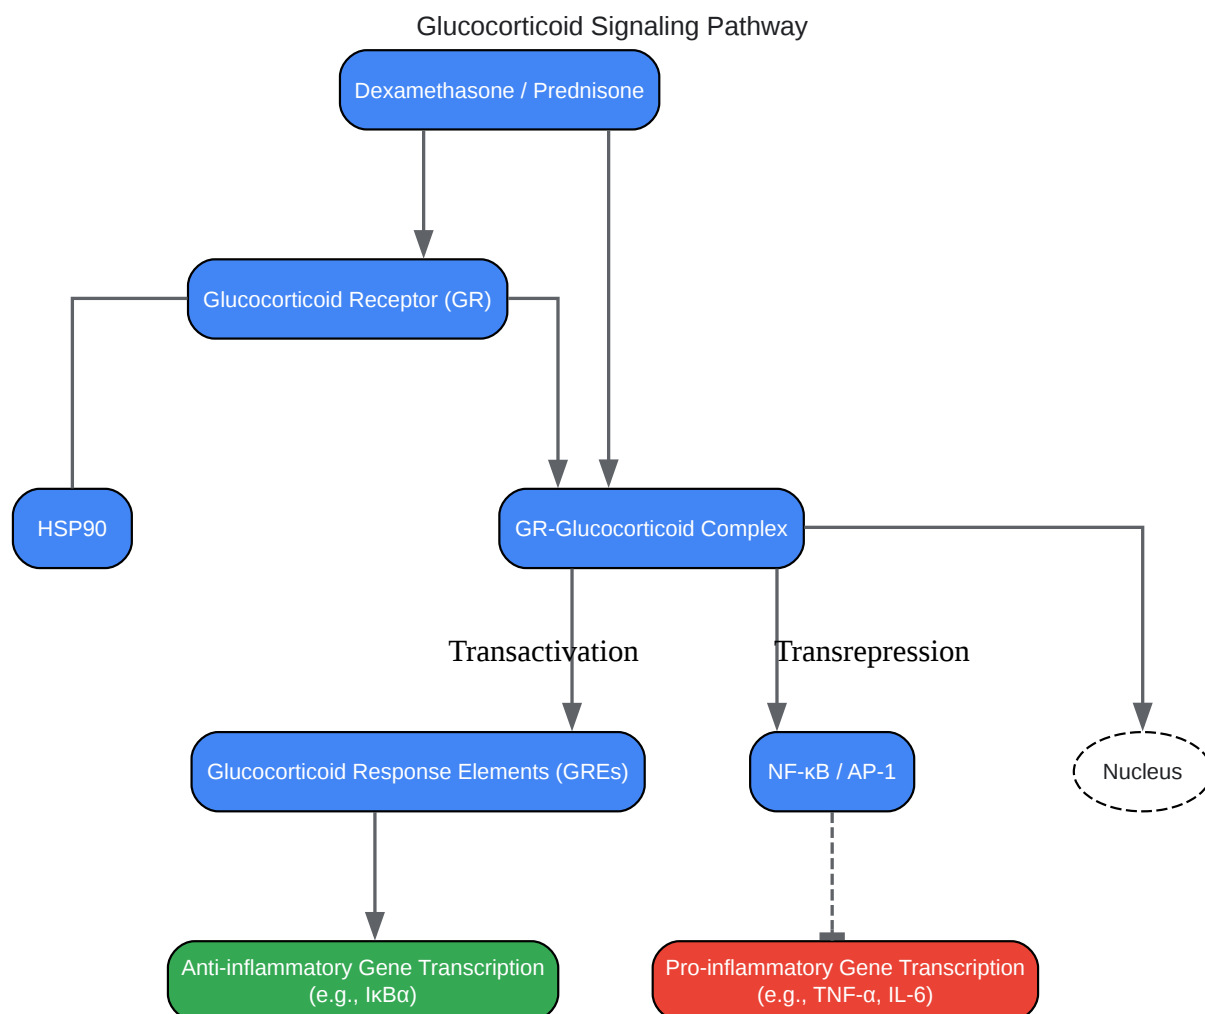 Glucocorticoid Signaling Pathway
Dexamethasone / Prednisone
Glucocorticoid Receptor (GR)
HSP90
GR-Glucocorticoid Complex
Transactivation
Transrepression
Glucocorticoid Response Elements (GREs)
NF-κB / AP-1
Nucleus
Anti-inflammatory Gene Transcription
(e.g., IκBα)
Pro-inflammatory Gene Transcription
(e.g., TNF-α, IL-6)